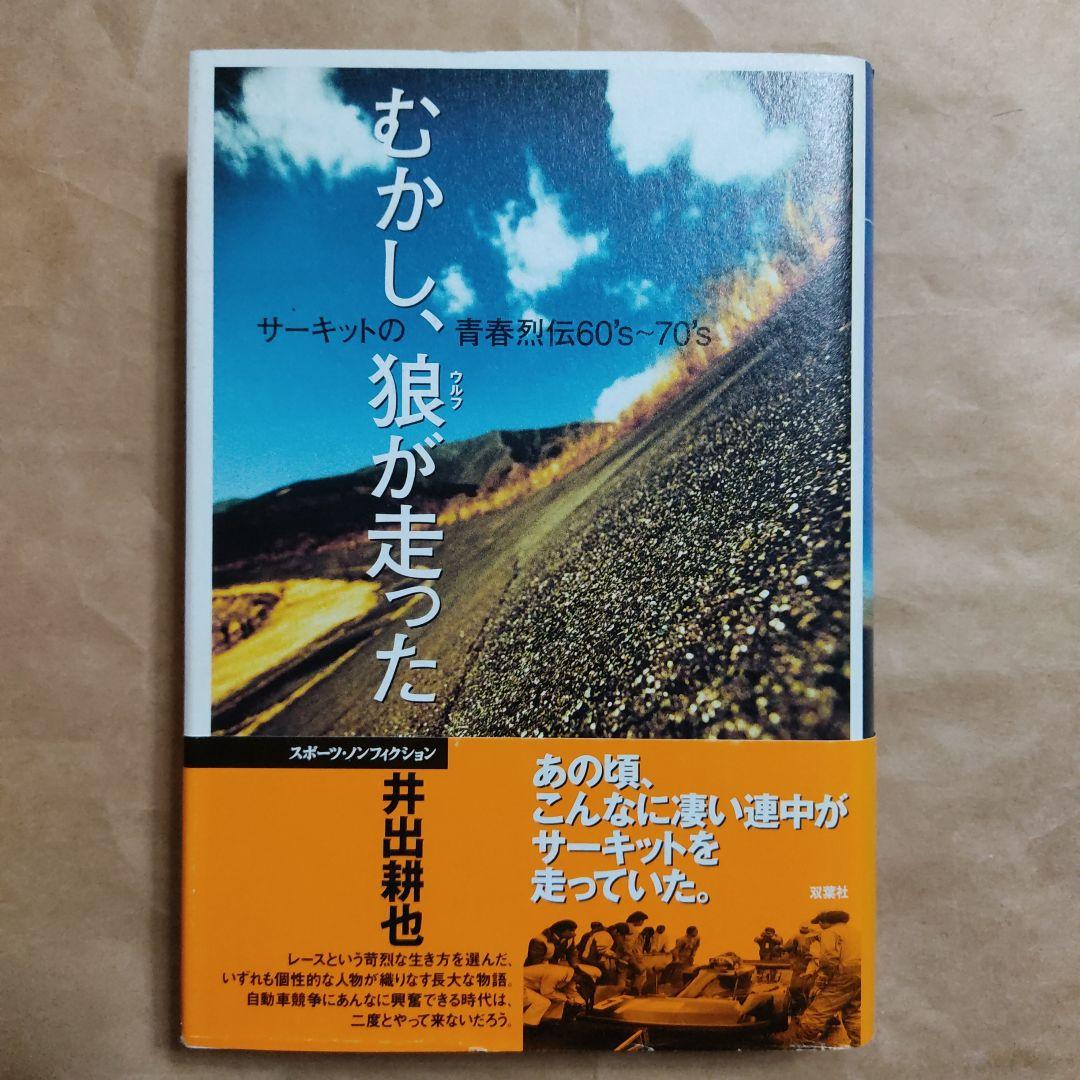 むかし、狼が走った
ウルフ
サーキットの 青春烈伝60's～70's
スポーツ・ノンフィクション
井出耕也
あの頃、
こんなに凄い連中が
サーキットを
走っていた。
双葉社
レースという苛烈な生き方を選んだ、
いずれも個性的な人物が織りなす長大な物語。
自動車競争にあんなに興奮できる時代は、
二度とやって来ないだろう。